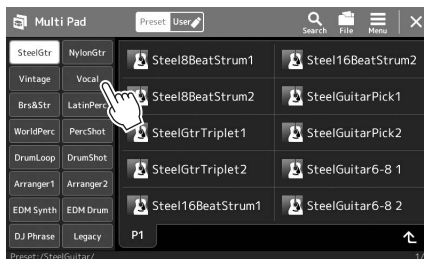 Multi Pad
Preset User
Search File Menu
SteelGtr NylonGtr
Vintage Vocal
Brs&Str LatinPerc
WorldPerc PercShot
DrumLoop DrumShot
Arranger1 Arranger2
EDM Synth EDM Drum
DJ Phrase Legacy
Steel8BeatStrum1 Steel16BeatStrum2
Steel8BeatStrum2 SteelGuitarPick1
SteelGtrTriplet1 SteelGuitarPick2
SteelGtrTriplet2 SteelGuitar6-8 1
Steel16BeatStrum1 SteelGuitar6-8 2
P1
Preset:/SteelGuitar/